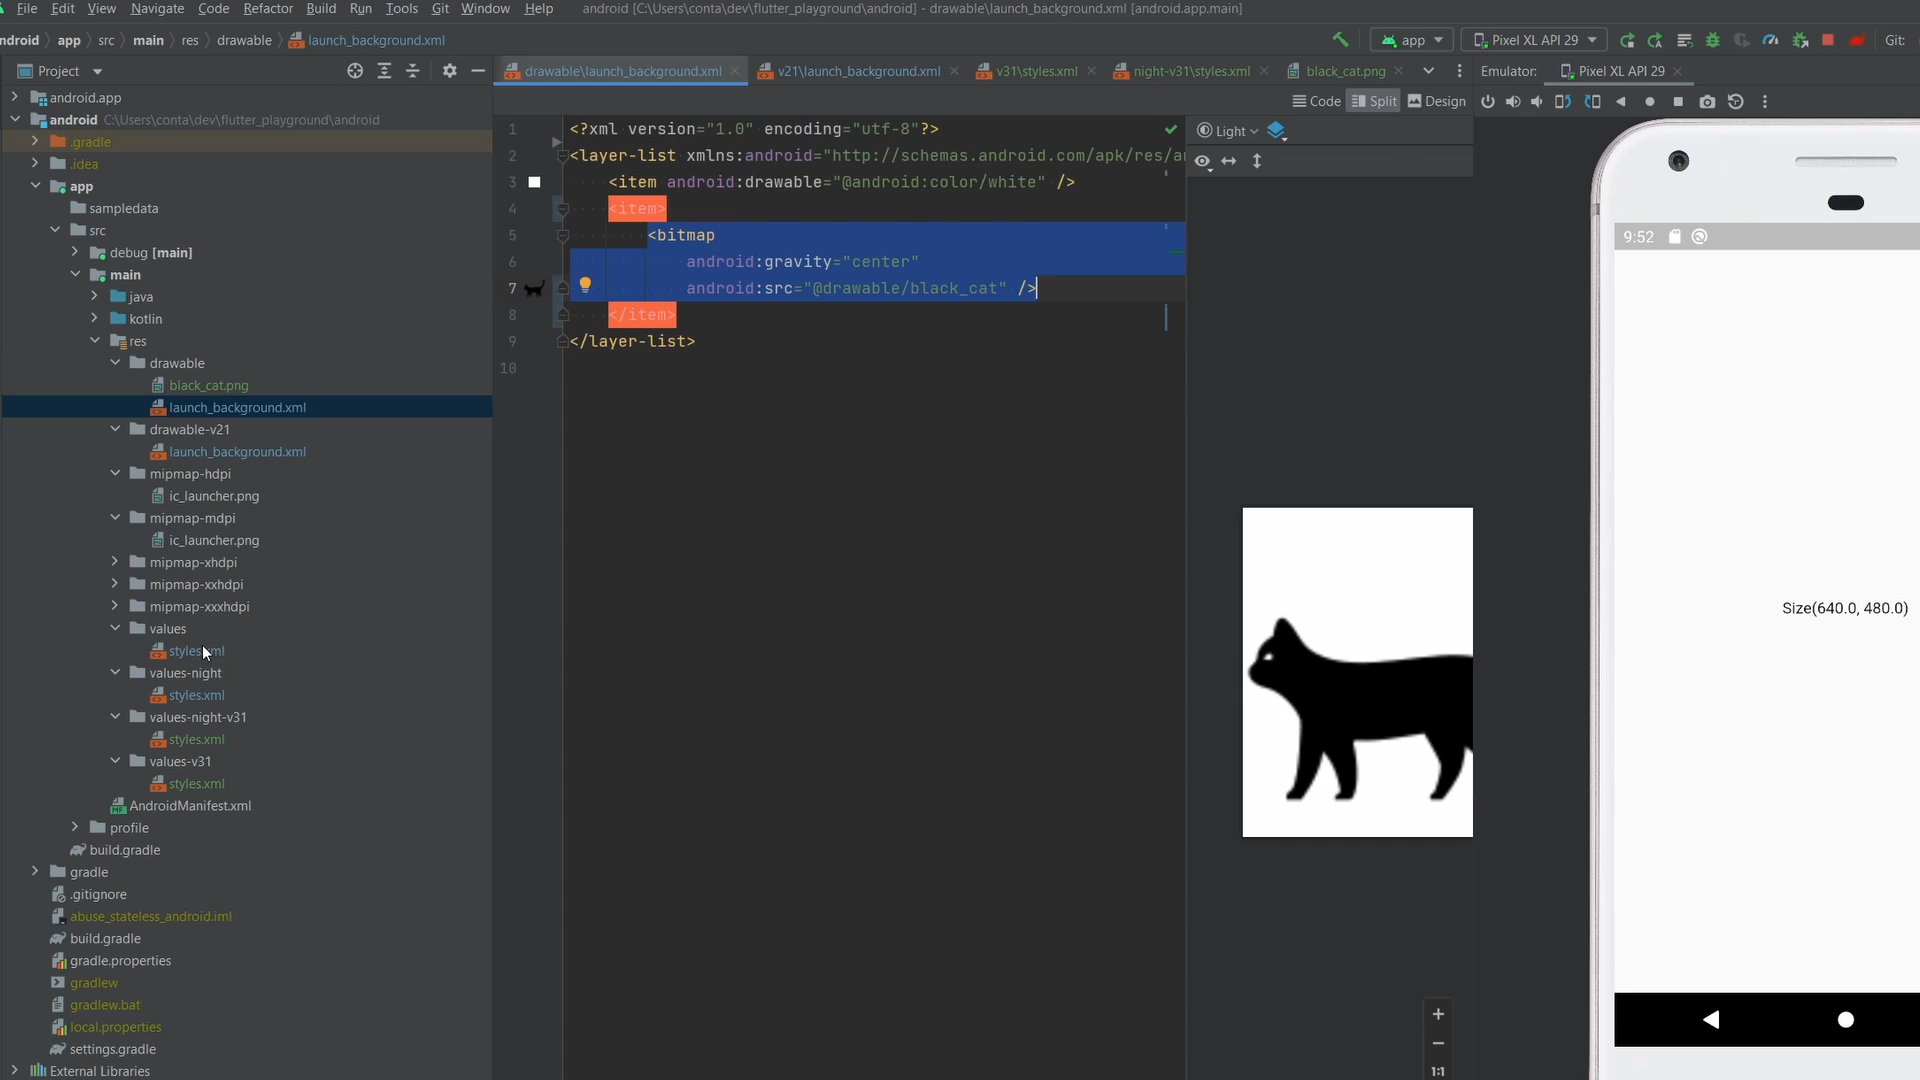 File Edit View Navigate Code Refactor Build Run Tools Git Window Help android [C:\Users\conta\dev\flutter_playground\android] - drawable\launch_background.xml [android.app.main]
ndroid app src main res drawable launch_background.xml
app Pixel XL API 29 Git:
Project
drawable\launch_background.xml v21\launch_background.xml v31\styles.xml night-v31\styles.xml black_cat.png Emulator: Pixel XL API 29
Code Split Design
Light
android.app
android C:\Users\conta\dev\flutter_playground\android
.gradle
.idea
app
sampledata
src
debug [main]
main
java
kotlin
res
drawable
black_cat.png
launch_background.xml
drawable-v21
launch_background.xml
mipmap-hdpi
ic_launcher.png
mipmap-mdpi
ic_launcher.png
mipmap-xhdpi
mipmap-xxhdpi
mipmap-xxxhdpi
values
styles.xml
values-night
styles.xml
values-night-v31
styles.xml
values-v31
styles.xml
AndroidManifest.xml
profile
build.gradle
gradle
.gitignore
abuse_stateless_android.iml
build.gradle
gradle.properties
gradlew
gradlew.bat
local.properties
settings.gradle
External Libraries
1 <?xml version="1.0" encoding="utf-8"?>
2 <layer-list xmlns:android="http://schemas.android.com/apk/res/a
3 <item android:drawable="@android:color/white" />
4 <item>
5 <bitmap
6 android:gravity="center"
7 android:src="@drawable/black_cat" />
8 </item>
9 </layer-list>
10
1:1
9:52
Size(640.0, 480.0)